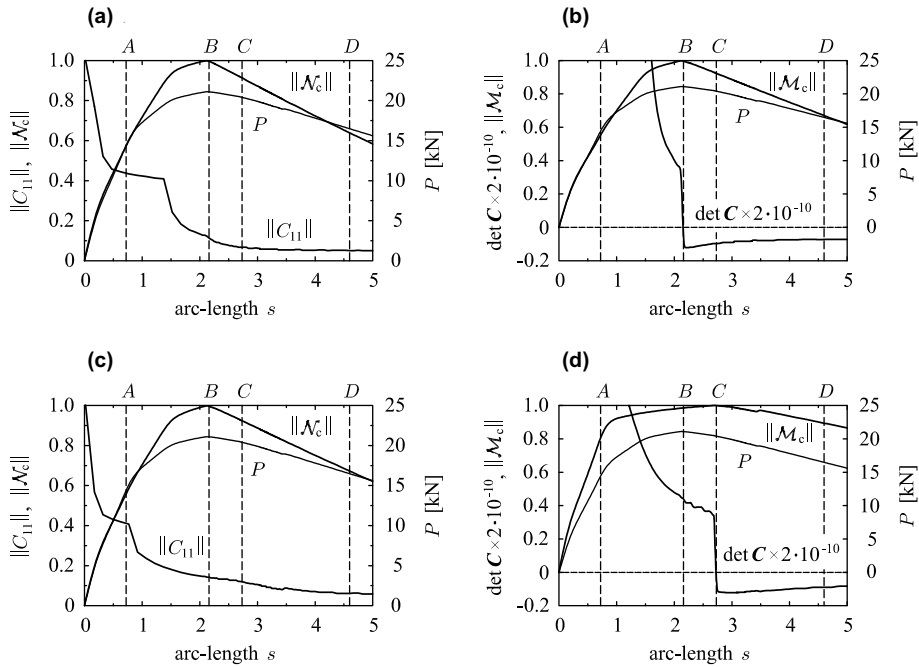 (a)
A B C D
1.0 0.8 0.6 0.4 0.2 0
25 20 15 10 5 0
‖C₁₁‖, ‖𝒩c‖
P [kN]
‖𝒩c‖
P
‖C₁₁‖
0 1 2 3 4 5
arc-length s
(b)
A B C D
1.0 0.8 0.6 0.4 0.2 0 -0.2
25 20 15 10 5 0
det C×2·10⁻¹⁰, ‖ℳc‖
P [kN]
‖ℳc‖
P
det C×2·10⁻¹⁰
0 1 2 3 4 5
arc-length s
(c)
A B C D
1.0 0.8 0.6 0.4 0.2 0
25 20 15 10 5 0
‖C₁₁‖, ‖𝒩c‖
P [kN]
‖𝒩c‖
P
‖C₁₁‖
0 1 2 3 4 5
arc-length s
(d)
A B C D
1.0 0.8 0.6 0.4 0.2 0 -0.2
25 20 15 10 5 0
det C×2·10⁻¹⁰, ‖ℳc‖
P [kN]
‖ℳc‖
P
det C×2·10⁻¹⁰
0 1 2 3 4 5
arc-length s